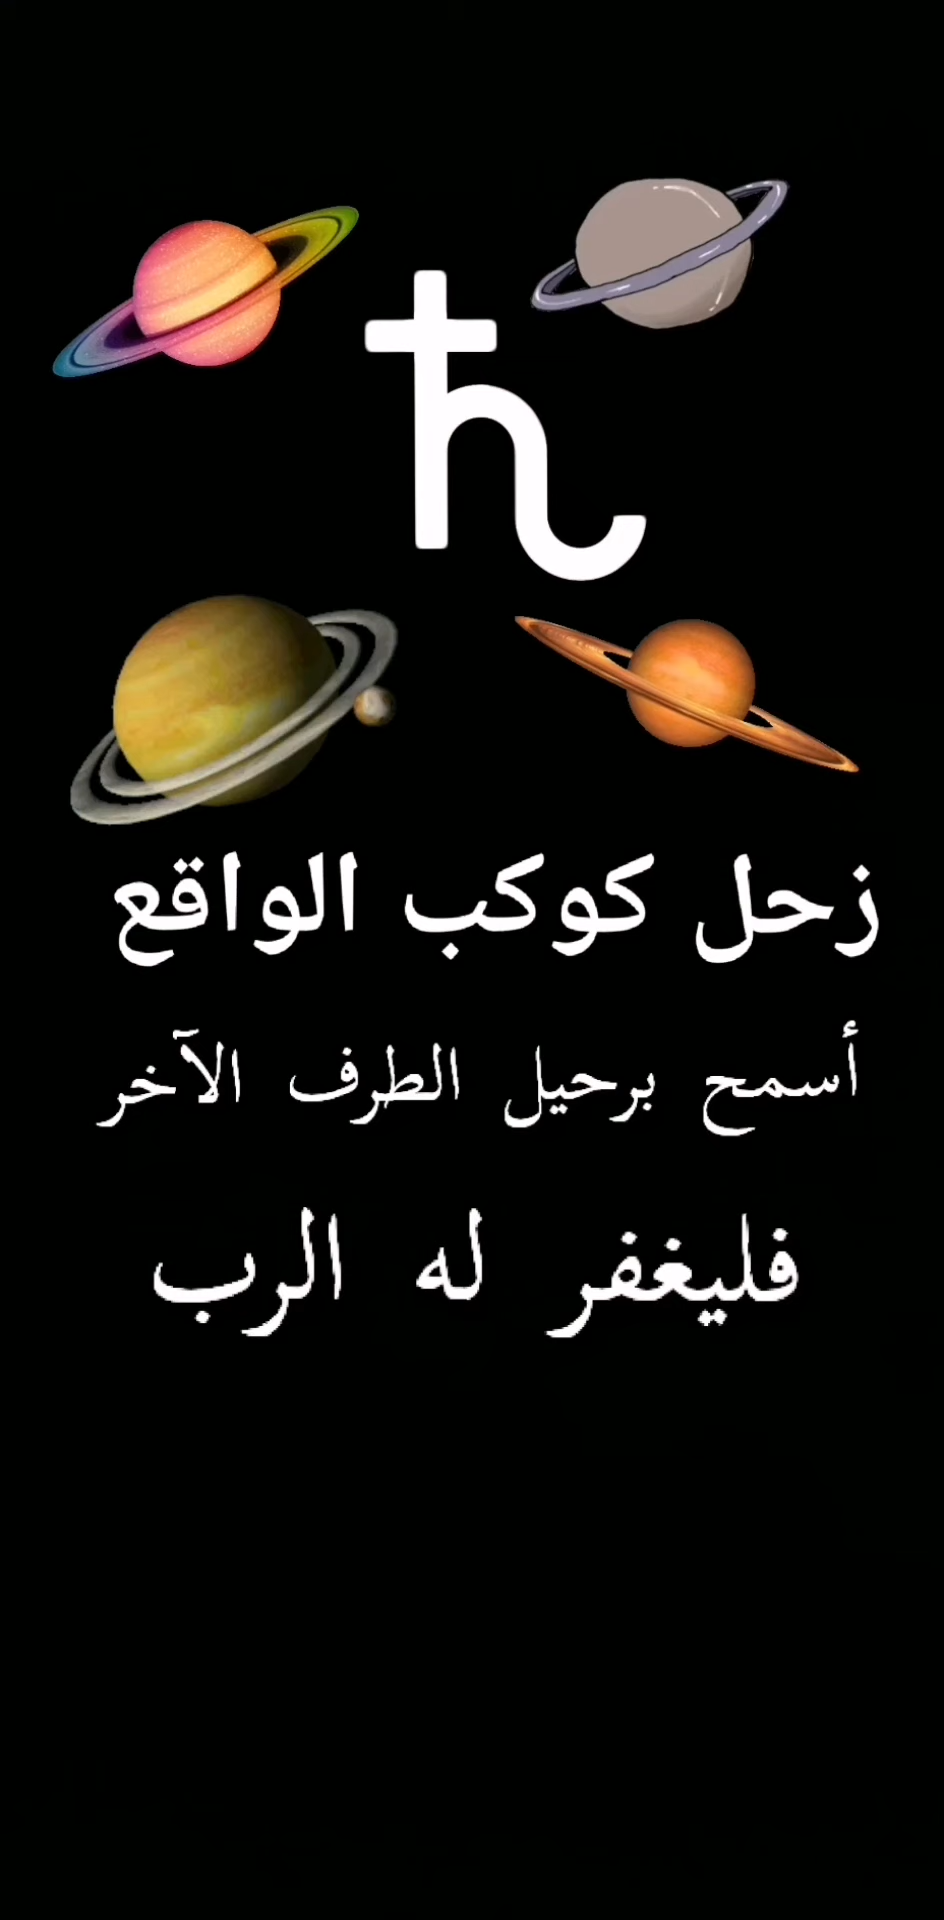 ♄
زحل كوكب الواقع
أسمح برحيل الطرف الآخر
فليغفر له الرب